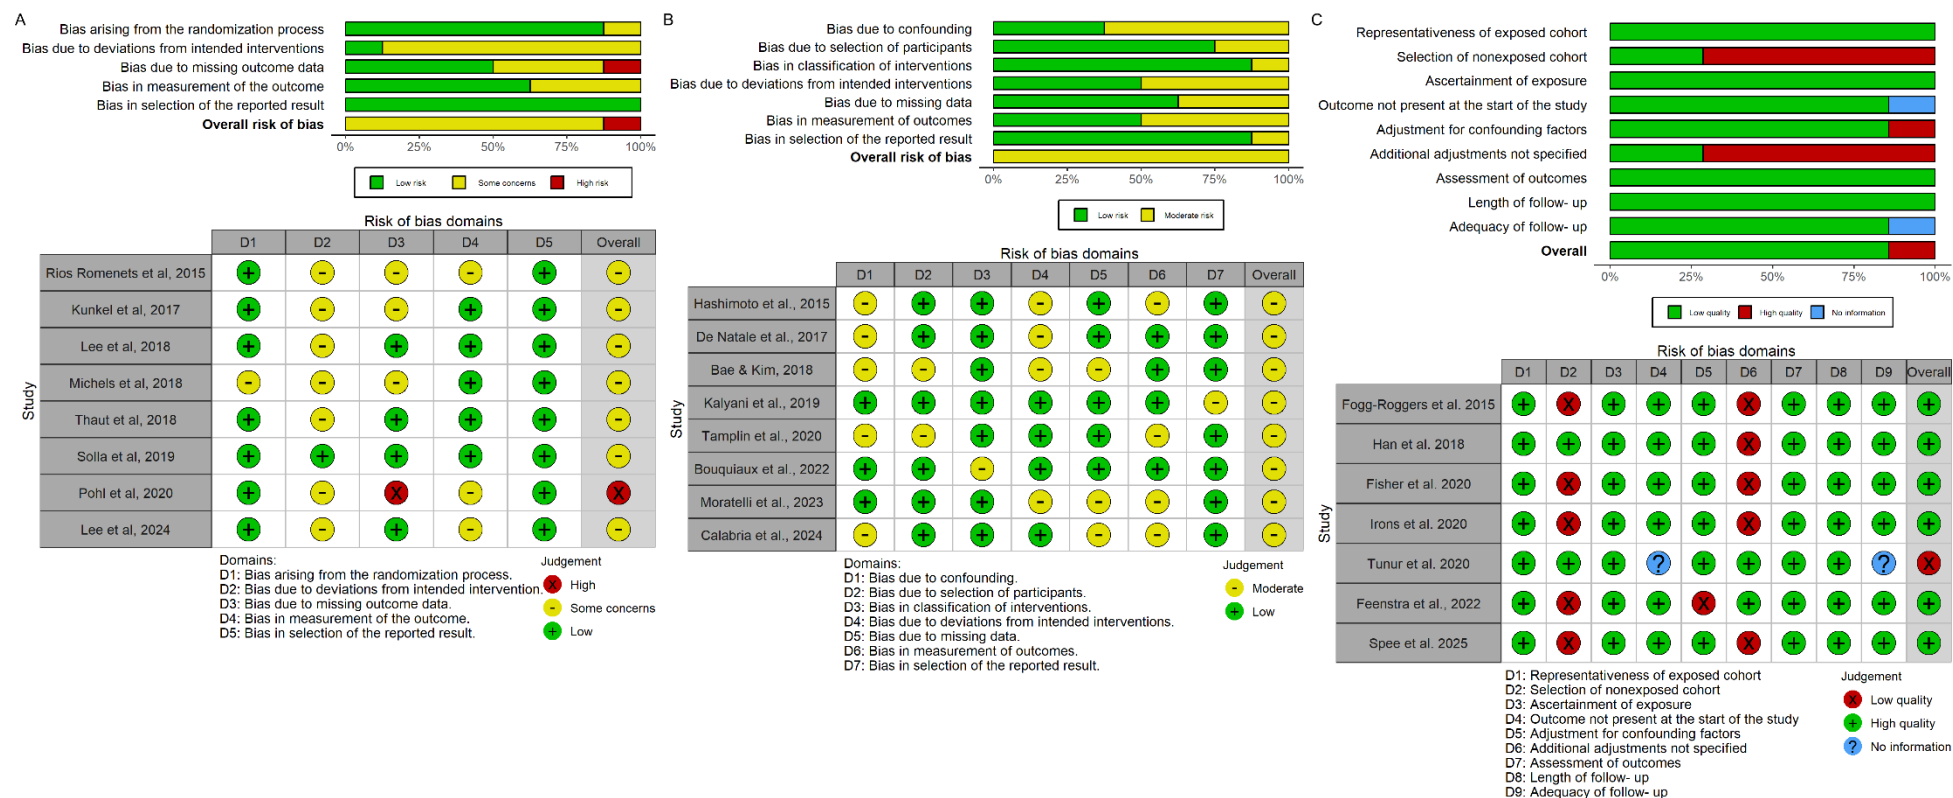 A
Bias arising from the randomization process
Bias due to deviations from intended interventions
Bias due to missing outcome data
Bias in measurement of the outcome
Bias in selection of the reported result
Overall risk of bias
0% 25% 50% 75% 100%
Low risk Some concerns High risk
Risk of bias domains
D1 D2 D3 D4 D5 Overall
Study
Rios Romenets et al, 2015 + - - - + -
Kunkel et al, 2017 + - - + + -
Lee et al, 2018 + - + + + -
Michels et al, 2018 - - - + + -
Thaut et al, 2018 + - + + + -
Solla et al, 2019 + + + + + -
Pohl et al, 2020 + - X - + X
Lee et al, 2024 + - + - + -
Domains:
D1: Bias arising from the randomization process.
D2: Bias due to deviations from intended intervention.
D3: Bias due to missing outcome data.
D4: Bias in measurement of the outcome.
D5: Bias in selection of the reported result.
Judgement
X High
- Some concerns
+ Low
B
Bias due to confounding
Bias due to selection of participants
Bias in classification of interventions
Bias due to deviations from intended interventions
Bias due to missing data
Bias in measurement of outcomes
Bias in selection of the reported result
Overall risk of bias
0% 25% 50% 75% 100%
Low risk Moderate risk
Risk of bias domains
D1 D2 D3 D4 D5 D6 D7 Overall
Study
Hashimoto et al., 2015 - + + - + - + -
De Natale et al., 2017 - + + - + + + -
Bae & Kim, 2018 - - + - - + + -
Kalyani et al., 2019 + + + + + + - -
Tamplin et al., 2020 - - + + + - + -
Bouquiaux et al., 2022 + + - + + + + -
Moratelli et al., 2023 + + + - - - + -
Calabria et al., 2024 - + + + - - + -
Domains:
D1: Bias due to confounding.
D2: Bias due to selection of participants.
D3: Bias in classification of interventions.
D4: Bias due to deviations from intended interventions.
D5: Bias due to missing data.
D6: Bias in measurement of outcomes.
D7: Bias in selection of the reported result.
Judgement
- Moderate
+ Low
C
Representativeness of exposed cohort
Selection of nonexposed cohort
Ascertainment of exposure
Outcome not present at the start of the study
Adjustment for confounding factors
Additional adjustments not specified
Assessment of outcomes
Length of follow- up
Adequacy of follow- up
Overall
0% 25% 50% 75% 100%
Low quality High quality No information
Risk of bias domains
D1 D2 D3 D4 D5 D6 D7 D8 D9 Overall
Study
Fogg-Roggers et al. 2015 + X + + + X + + + +
Han et al. 2018 + + + + + X + + + +
Fisher et al. 2020 + X + + + X + + + +
Irons et al. 2020 + X + + + X + + + +
Tunur et al. 2020 + + + ? + + + + ? X
Feenstra et al., 2022 + X + + X + + + + +
Spee et al. 2025 + X + + + X + + + +
D1: Representativeness of exposed cohort
D2: Selection of nonexposed cohort
D3: Ascertainment of exposure
D4: Outcome not present at the start of the study
D5: Adjustment for confounding factors
D6: Additional adjustments not specified
D7: Assessment of outcomes
D8: Length of follow- up
D9: Adequacy of follow- up
Judgement
X Low quality
+ High quality
? No information